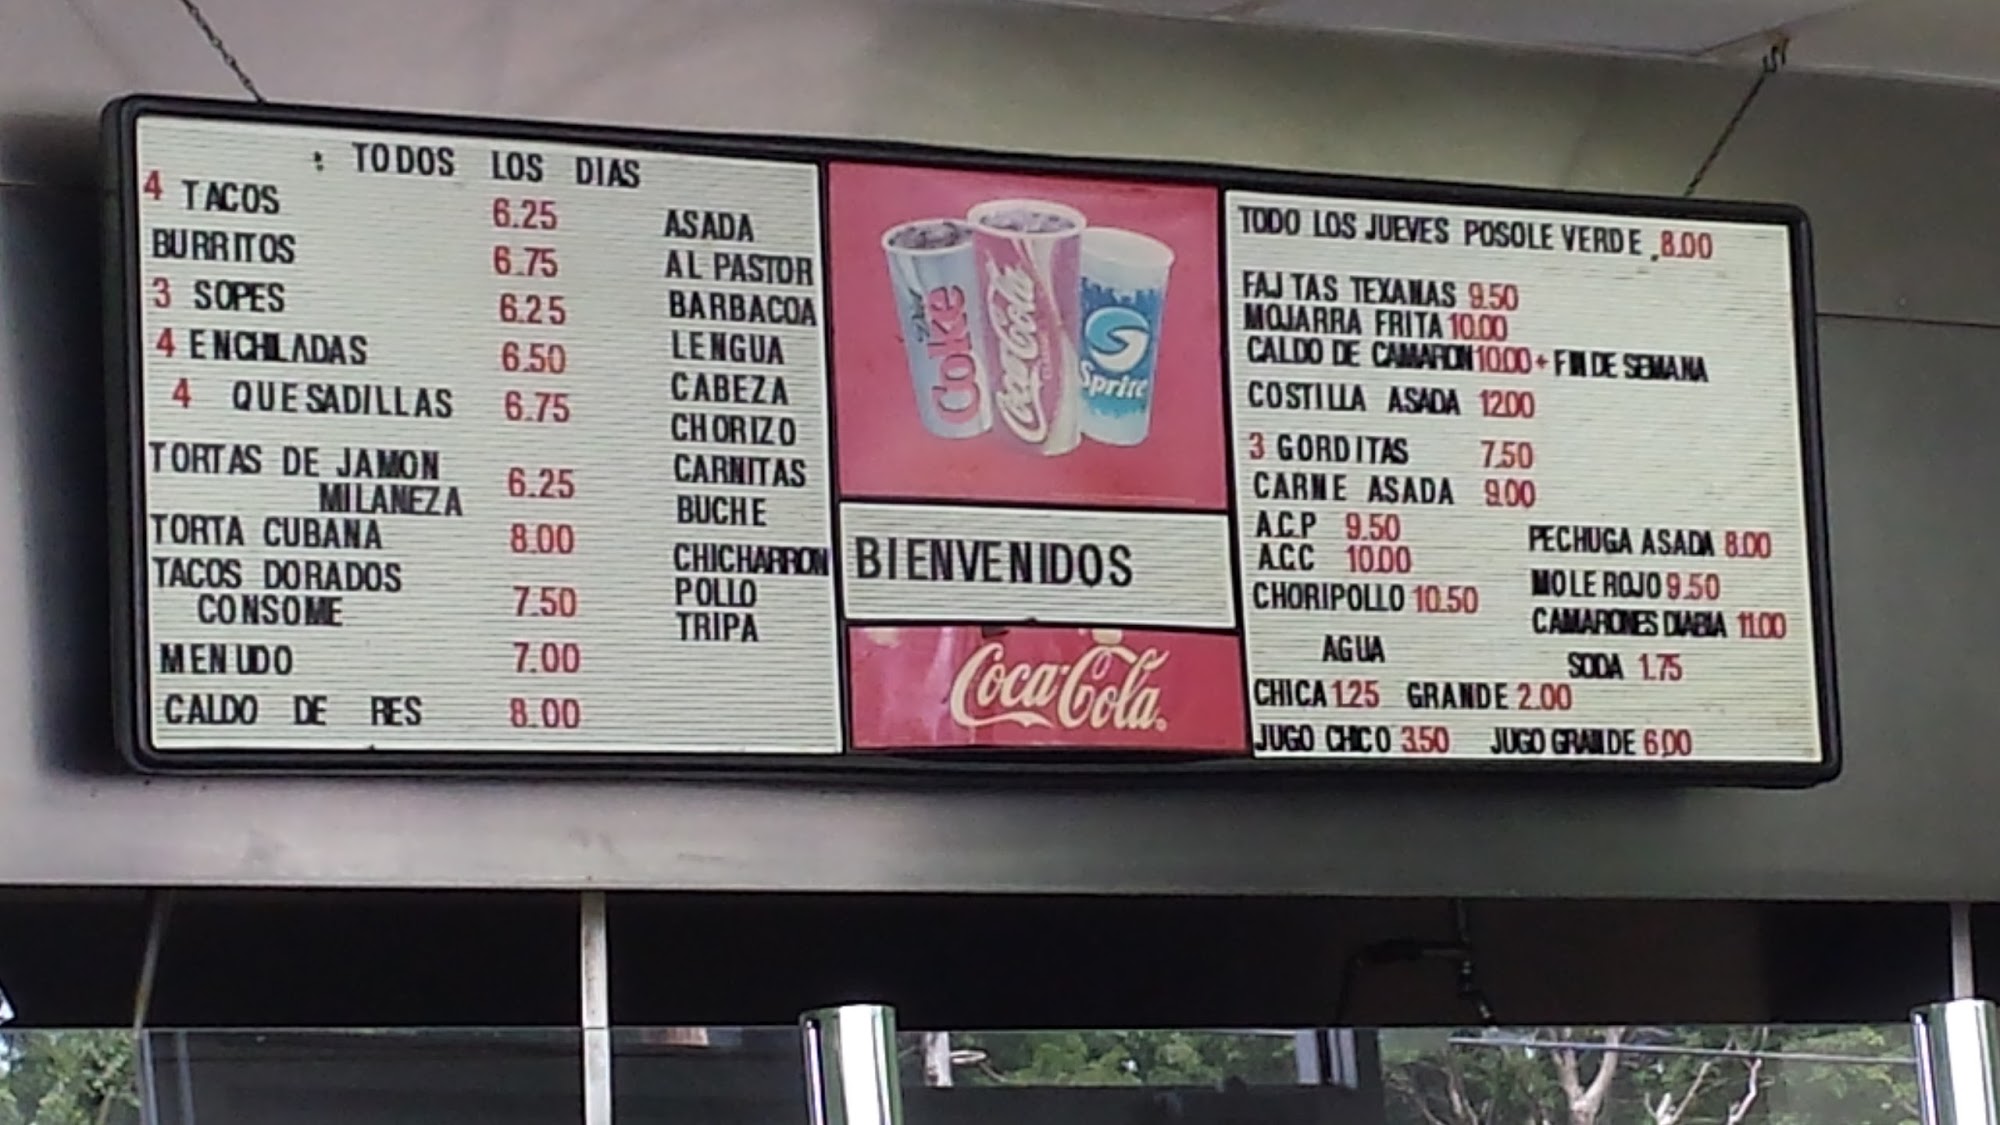 TODOS LOS DIAS
4 TACOS 6.25
BURRITOS 6.75
3 SOPES 6.25
4 ENCHILADAS 6.50
4 QUESADILLAS 6.75
TORTAS DE JAMON
MILANEZA 6.25
TORTA CUBANA 8.00
TACOS DORADOS
CONSOME 7.50
MENUDO 7.00
CALDO DE RES 8.00
ASADA
AL PASTOR
BARBACOA
LENGUA
CABEZA
CHORIZO
CARNITAS
BUCHE
CHICHARRON
POLLO
TRIPA
Diet Coke
Coca-Cola
Sprite
BIENVENIDOS
Coca-Cola
TODO LOS JUEVES POSOLE VERDE .8.00
FAJ TAS TEXANAS 9.50
MOJARRA FRITA 10.00
CALDO DE CAMARON 10.00 + FIN DE SEMANA
COSTILLA ASADA 12.00
3 GORDITAS 7.50
CARNE ASADA 9.00
A.C.P 9.50
A.C.C 10.00
CHORIPOLLO 10.50
PECHUGA ASADA 8.00
MOLE ROJO 9.50
CAMARONES DIABLA 11.00
AGUA
SODA 1.75
CHICA 1.25 GRANDE 2.00
JUGO CHICO 3.50 JUGO GRANDE 6.00